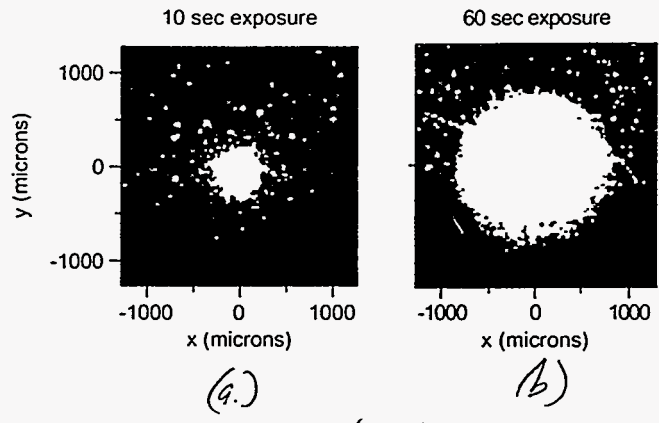 10 sec exposure
60 sec exposure
1000
0
-1000
y (microns)
-1000 0 1000
x (microns)
-1000 0 1000
x (microns)
(a.)
(b)